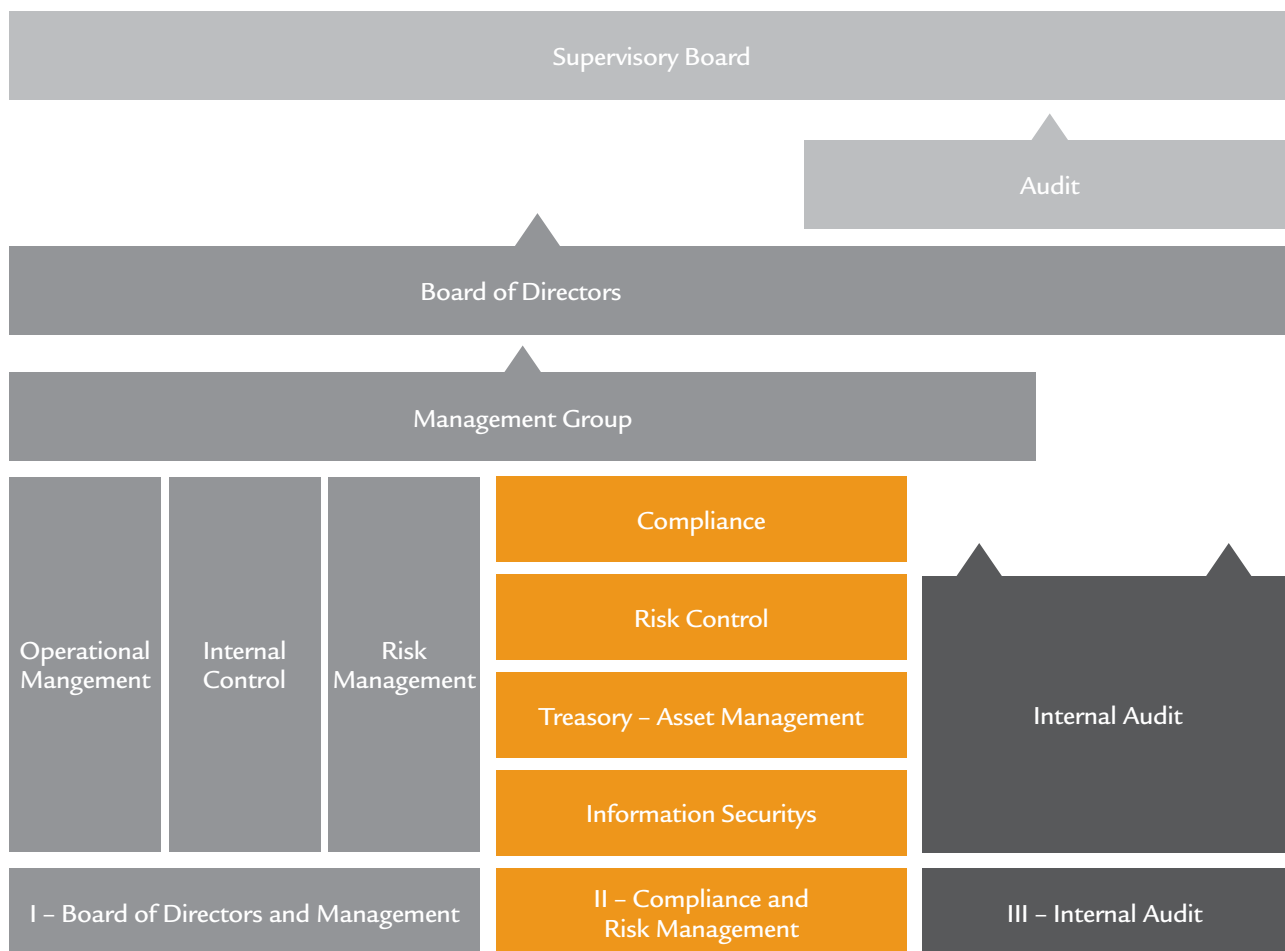 Supervisory Board
Audit
Board of Directors
Management Group
Operational
Mangement
Internal
Control
Risk
Management
Compliance
Risk Control
Treasury – Asset Management
Information Securitys
Internal Audit
I – Board of Directors and Management
II – Compliance and
Risk Management
III – Internal Audit